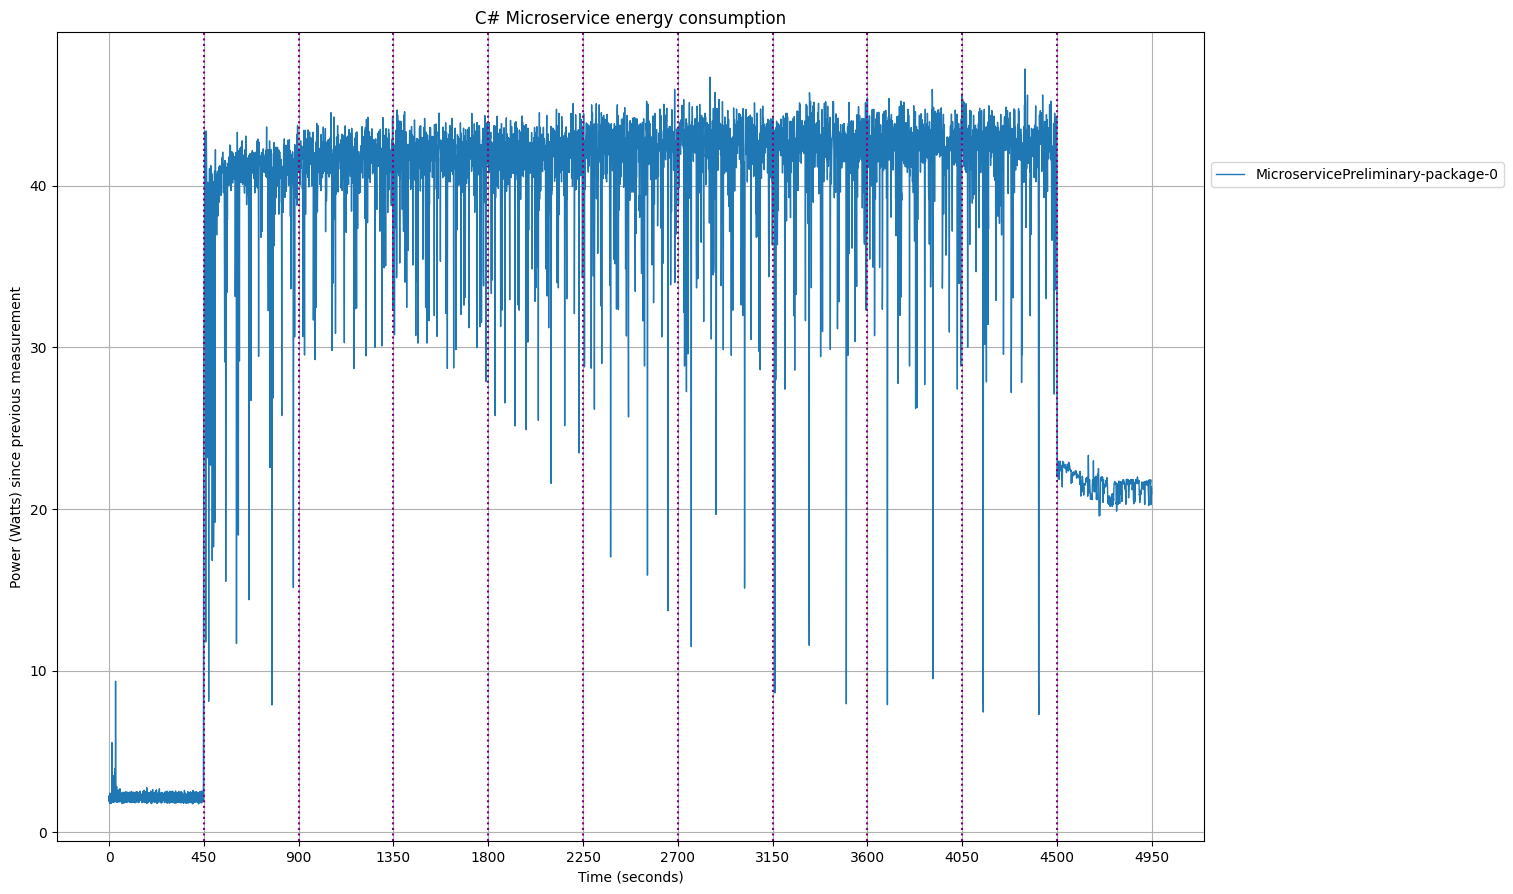 C# Microservice energy consumption
Power (Watts) since previous measurement
40
30
20
10
0
MicroservicePreliminary-package-0
0 450 900 1350 1800 2250 2700 3150 3600 4050 4500 4950
Time (seconds)